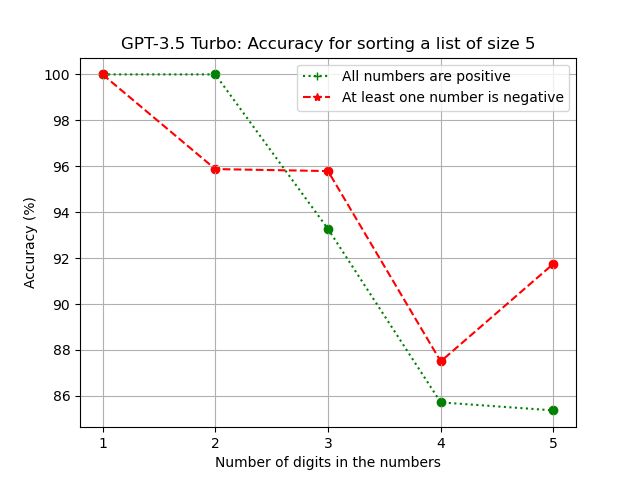 GPT-3.5 Turbo: Accuracy for sorting a list of size 5
All numbers are positive
At least one number is negative
Accuracy (%)
100
98
96
94
92
90
88
86
1 2 3 4 5
Number of digits in the numbers